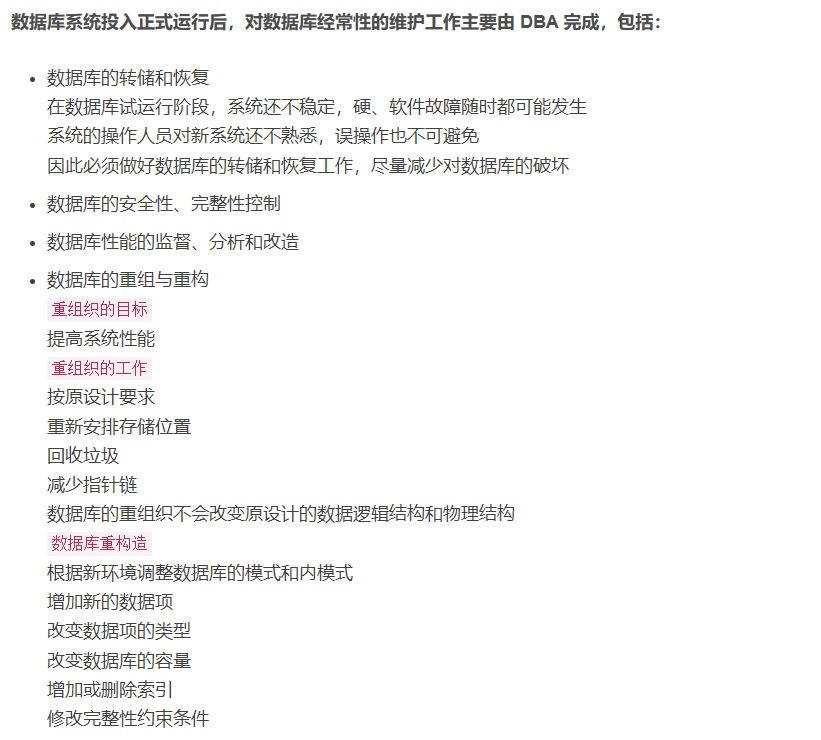 数据库系统投入正式运行后，对数据库经常性的维护工作主要由 DBA 完成，包括：
数据库的转储和恢复
在数据库试运行阶段，系统还不稳定，硬、软件故障随时都可能发生
系统的操作人员对新系统还不熟悉，误操作也不可避免
因此必须做好数据库的转储和恢复工作，尽量减少对数据库的破坏
数据库的安全性、完整性控制
数据库性能的监督、分析和改造
数据库的重组与重构
重组织的目标
提高系统性能
重组织的工作
按原设计要求
重新安排存储位置
回收垃圾
减少指针链
数据库的重组织不会改变原设计的数据逻辑结构和物理结构
数据库重构造
根据新环境调整数据库的模式和内模式
增加新的数据项
改变数据项的类型
改变数据库的容量
增加或删除索引
修改完整性约束条件